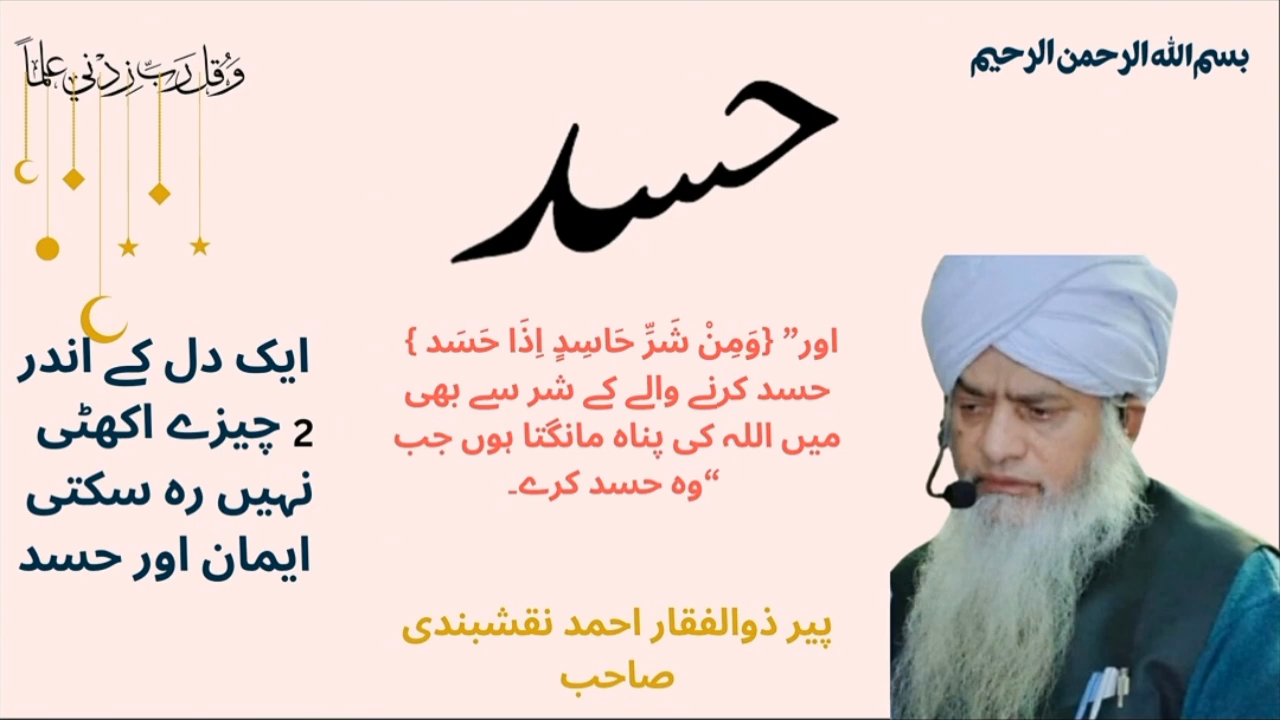 بسم الله الرحمن الرحیم
وَقُل رَبِّ زِدْنِي عِلْماً
حسد
اور” {وَمِنْ شَرِّ حَاسِدٍ اِذَا حَسَد }
حسد کرنے والے کے شر سے بھی
میں اللہ کی پناہ مانگتا ہوں جب
“وہ حسد کرے۔
ایک دل کے اندر
2 چیزے اکھٹی
نہیں رہ سکتی
ایمان اور حسد
پیر ذوالفقار احمد نقشبندی
صاحب